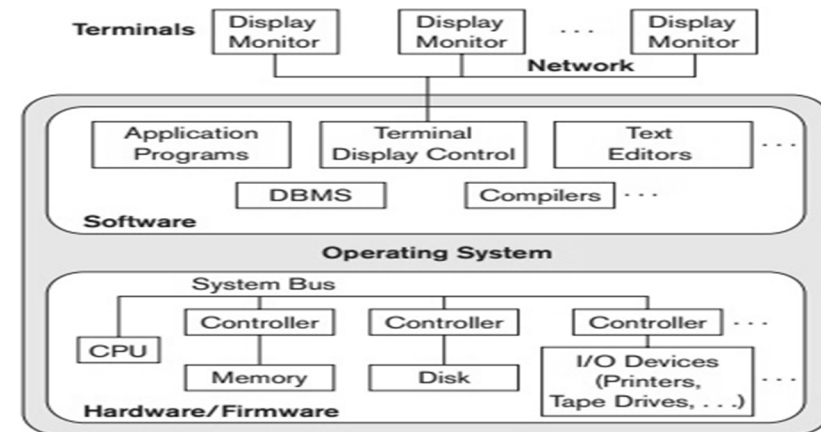 Terminals
Display
Monitor
Display
Monitor
. . .
Display
Monitor
Network
Application
Programs
Terminal
Display Control
Text
Editors
. . .
DBMS
Compilers
. . .
Software
Operating System
System Bus
Controller
Controller
Controller
. . .
CPU
Memory
Disk
I/O Devices
(Printers,
Tape Drives, . . .)
. . .
Hardware/Firmware